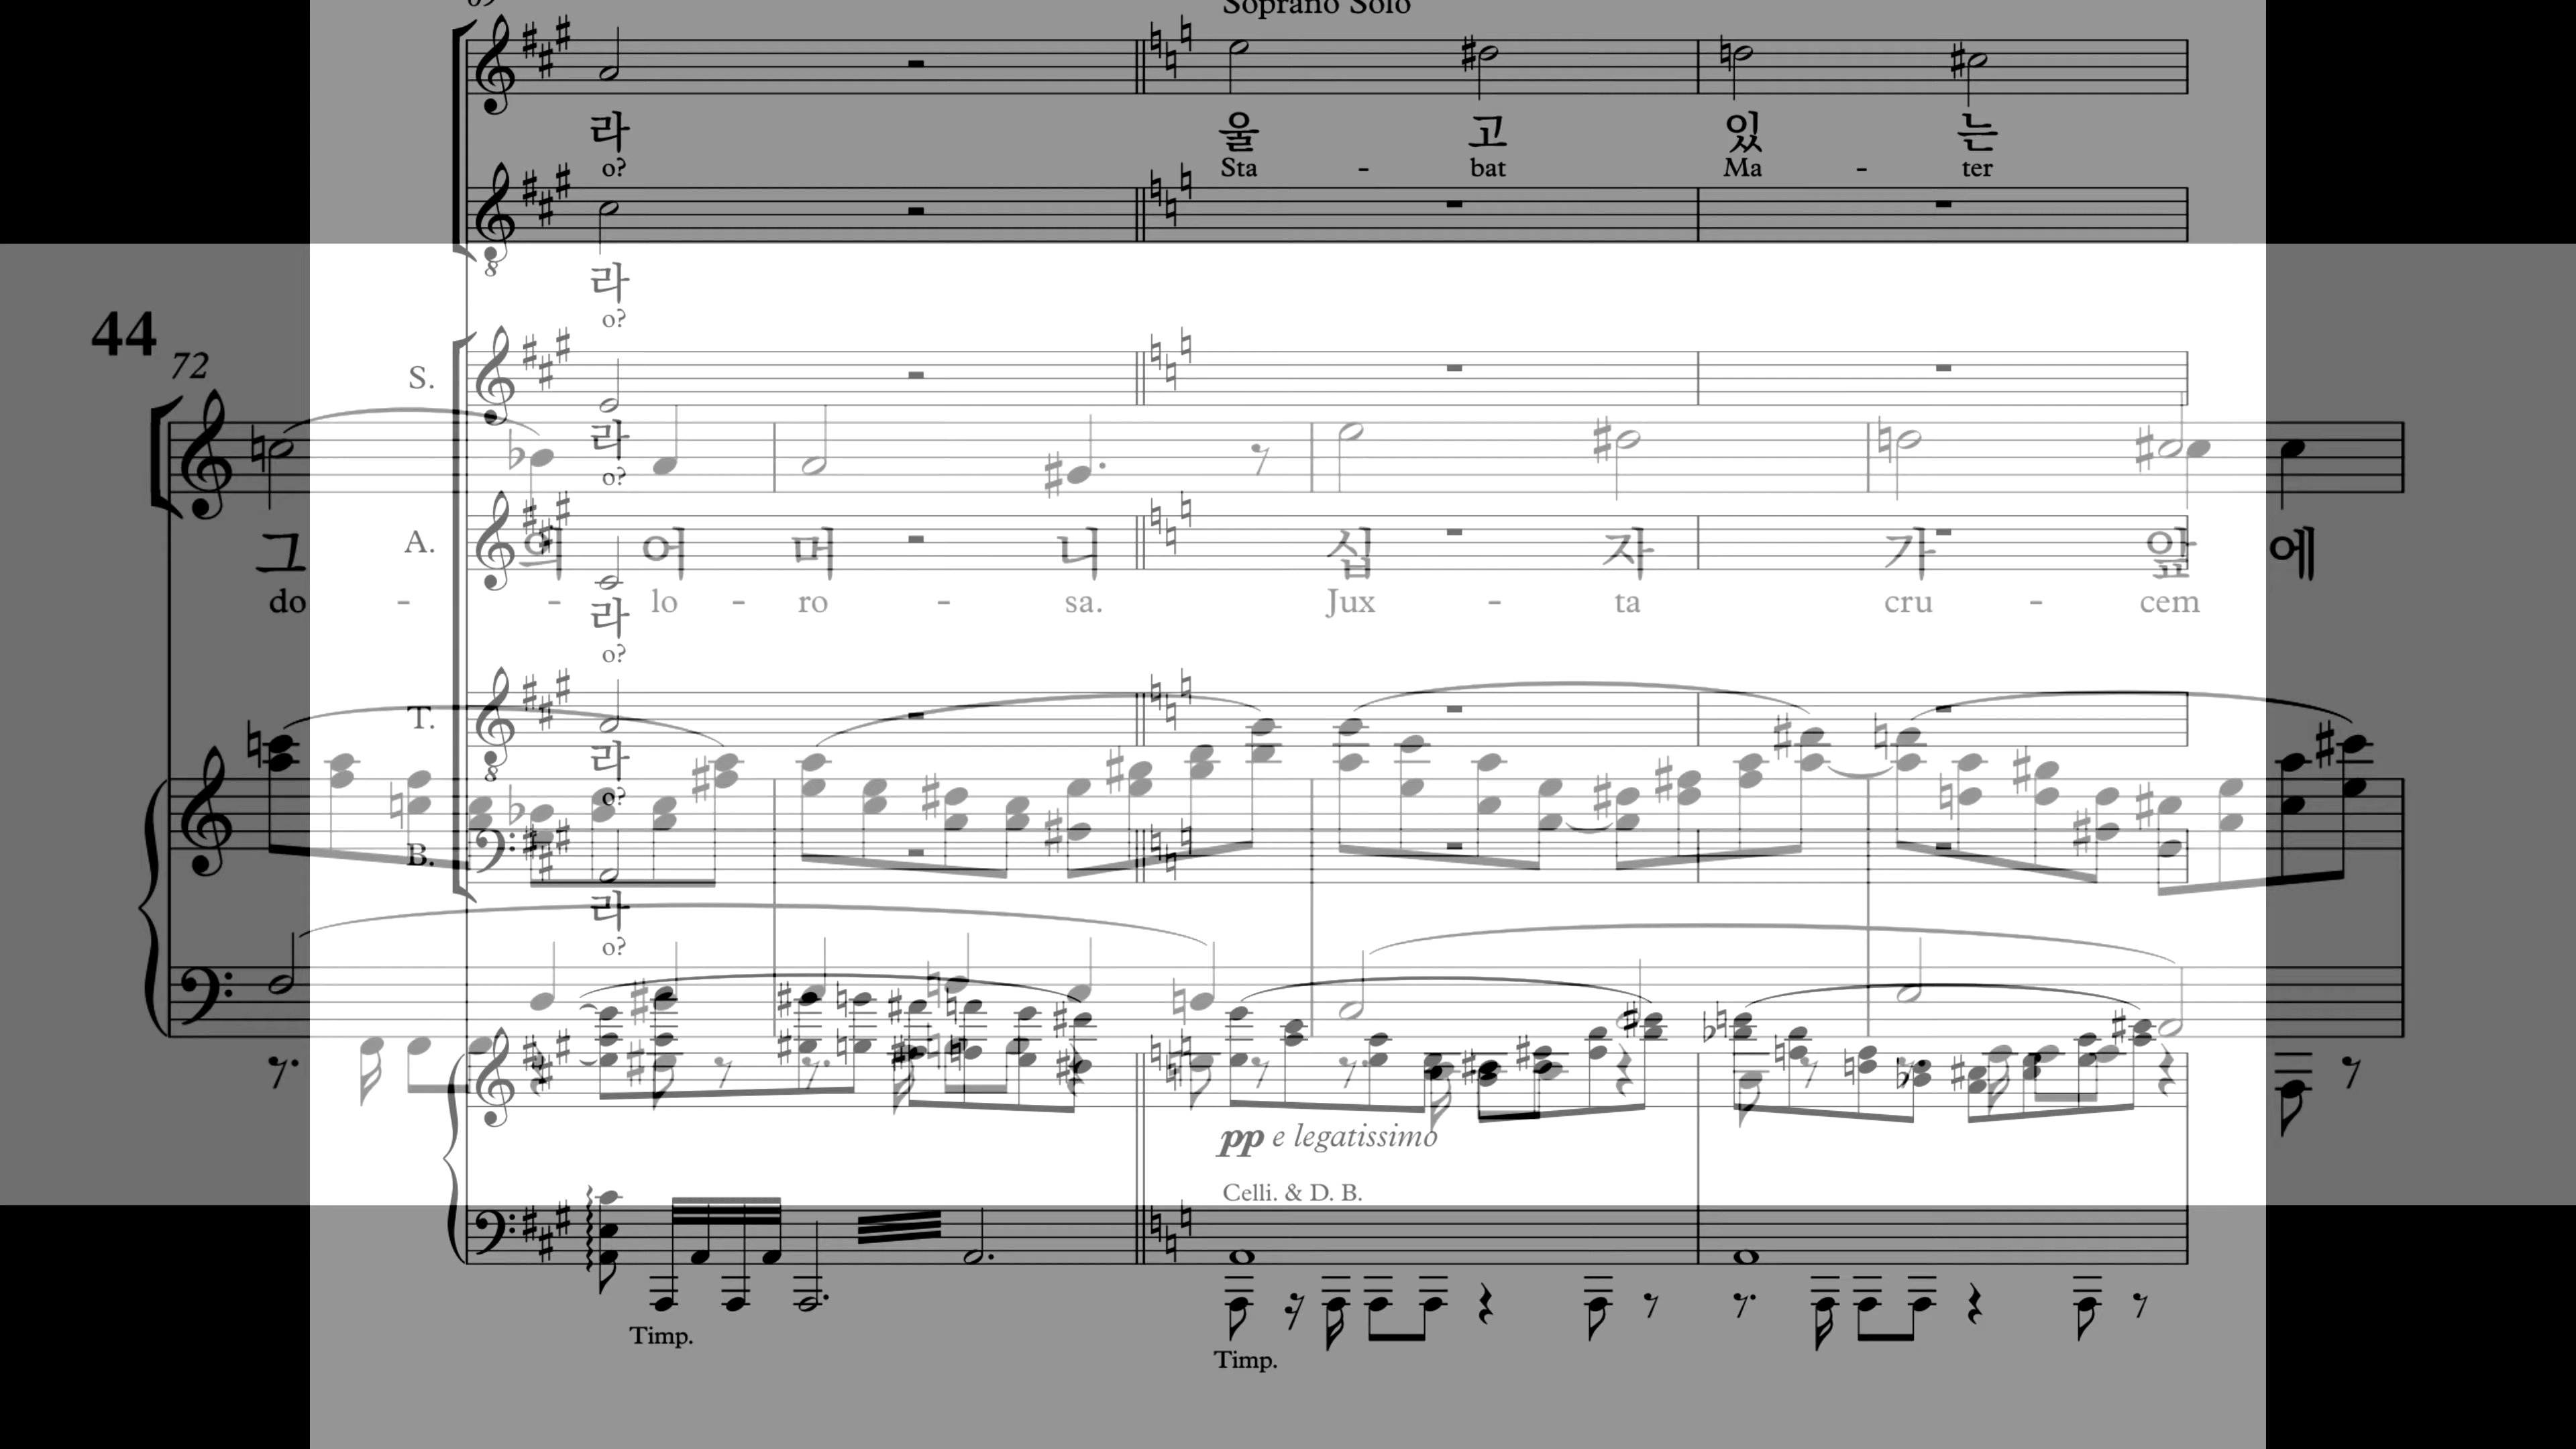 Soprano Solo
라 울 고 있 는
o? Sta - bat Ma - ter
8
라
o?
44
72
S.
라
o?
A.
그 의 어 머 니 십 자 가 앞 에
do - - lo - ro - sa. Jux - ta cru - cem
라
o?
T.
8
라
o?
B.
라
o?
pp e legatissimo
Celli. & D. B.
Timp.
Timp.